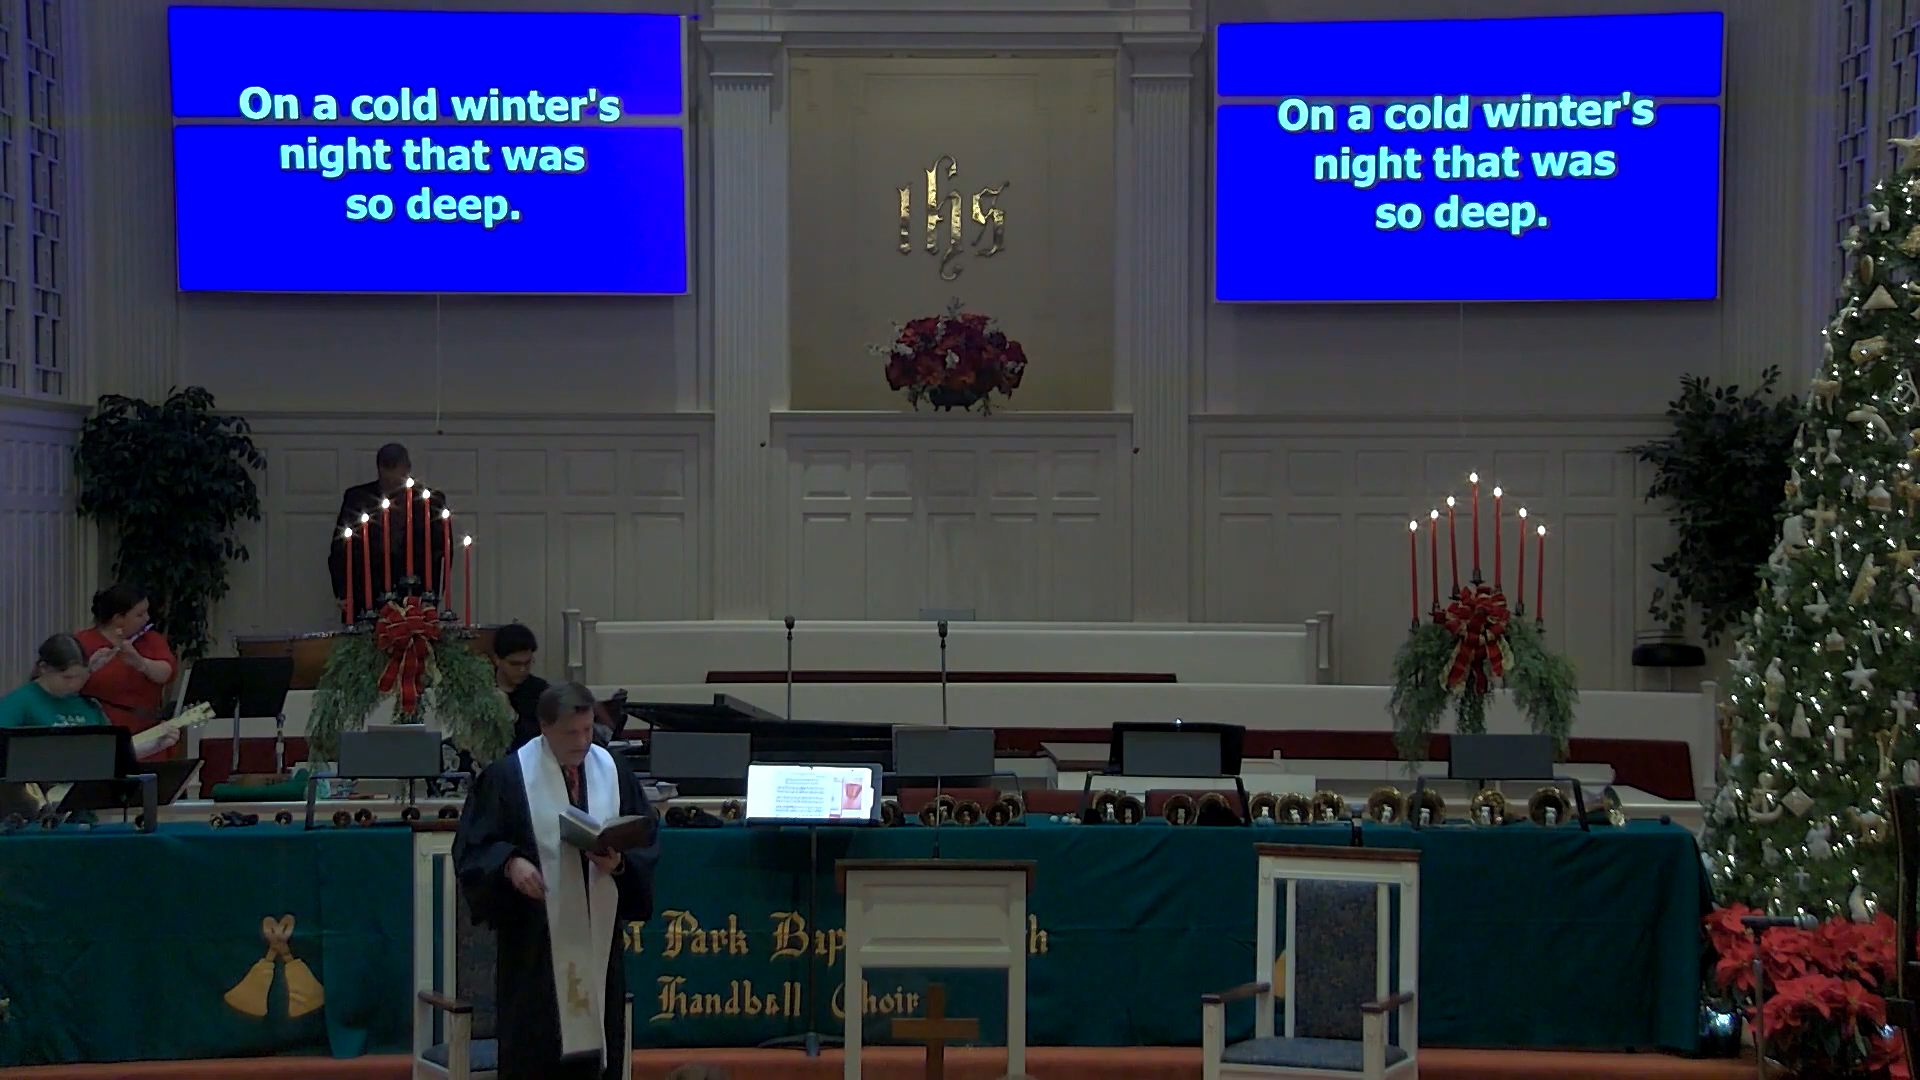 On a cold winter's
night that was
so deep.
ihs
On a cold winter's
night that was
so deep.
Park
Handbell Choir